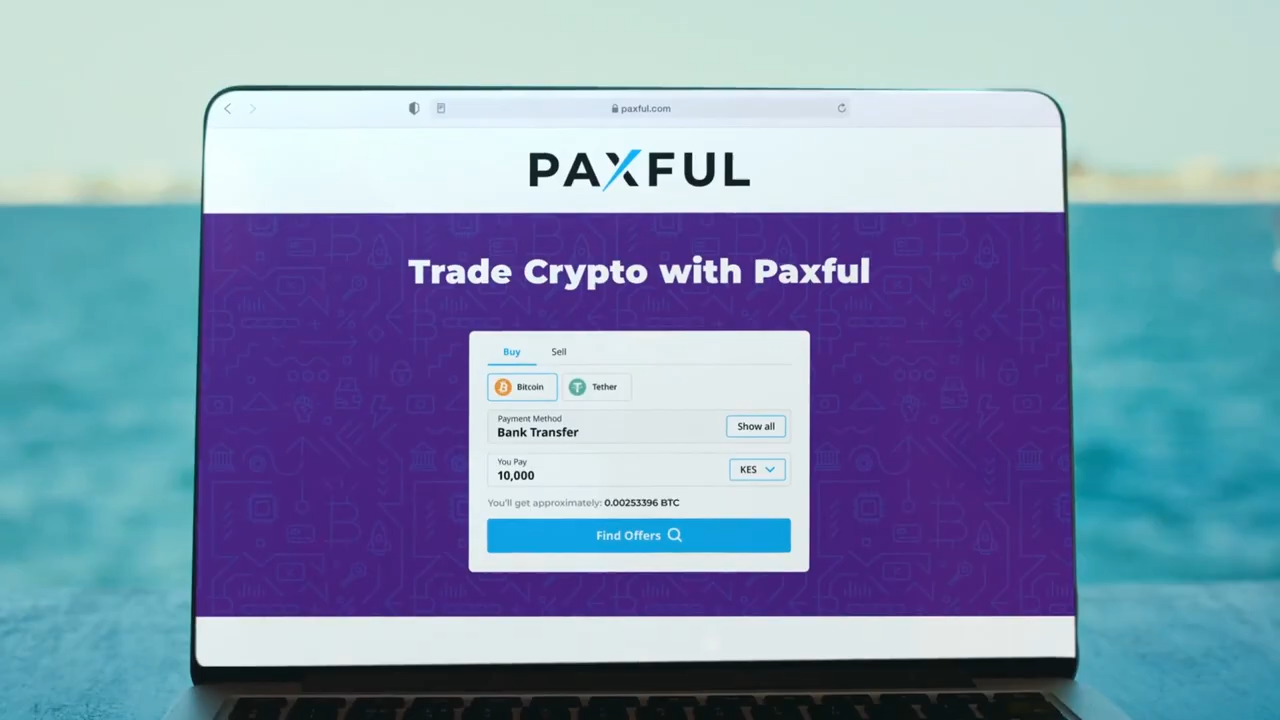 paxful.com
PAXFUL
Trade Crypto with Paxful
Buy Sell
Bitcoin Tether
Payment Method
Bank Transfer
Show all
You Pay
10,000
KES
You'll get approximately: 0.00253396 BTC
Find Offers